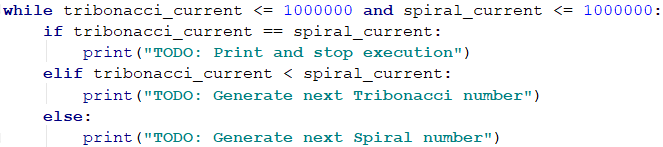 while tribonacci_current <= 1000000 and spiral_current <= 1000000:
    if tribonacci_current == spiral_current:
        print("TODO: Print and stop execution")
    elif tribonacci_current < spiral_current:
        print("TODO: Generate next Tribonacci number")
    else:
        print("TODO: Generate next Spiral number")